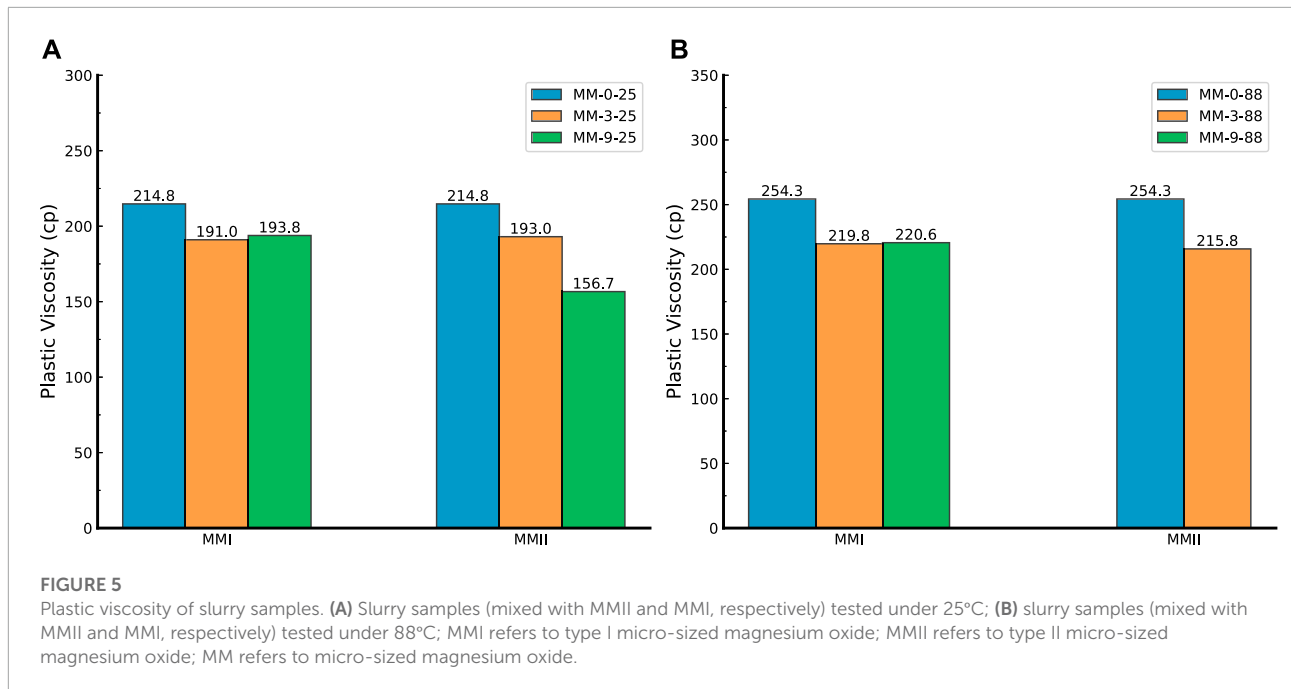 A
Plastic Viscosity (cp)
300
250
200
150
100
50
0
214.8
191.0
193.8
214.8
193.0
156.7
MMI
MMII
MM-0-25
MM-3-25
MM-9-25
B
Plastic Viscosity (cp)
350
300
250
200
150
100
50
0
254.3
219.8
220.6
254.3
215.8
MMI
MMII
MM-0-88
MM-3-88
MM-9-88
FIGURE 5
Plastic viscosity of slurry samples. (A) Slurry samples (mixed with MMII and MMI, respectively) tested under 25°C; (B) slurry samples (mixed with
MMII and MMI, respectively) tested under 88°C; MMI refers to type I micro-sized magnesium oxide; MMII refers to type II micro-sized
magnesium oxide; MM refers to micro-sized magnesium oxide.